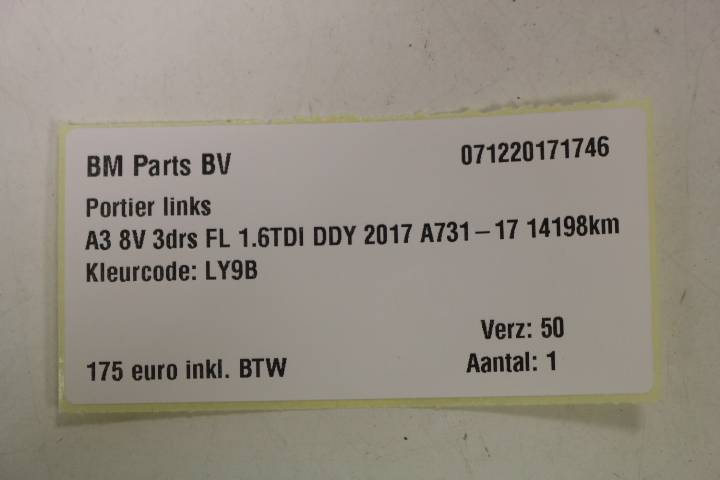 BM Parts BV 071220171746
Portier links
A3 8V 3drs FL 1.6TDI DDY 2017 A731-17 14198km
Kleurcode: LY9B
Verz: 50
175 euro inkl. BTW Aantal: 1